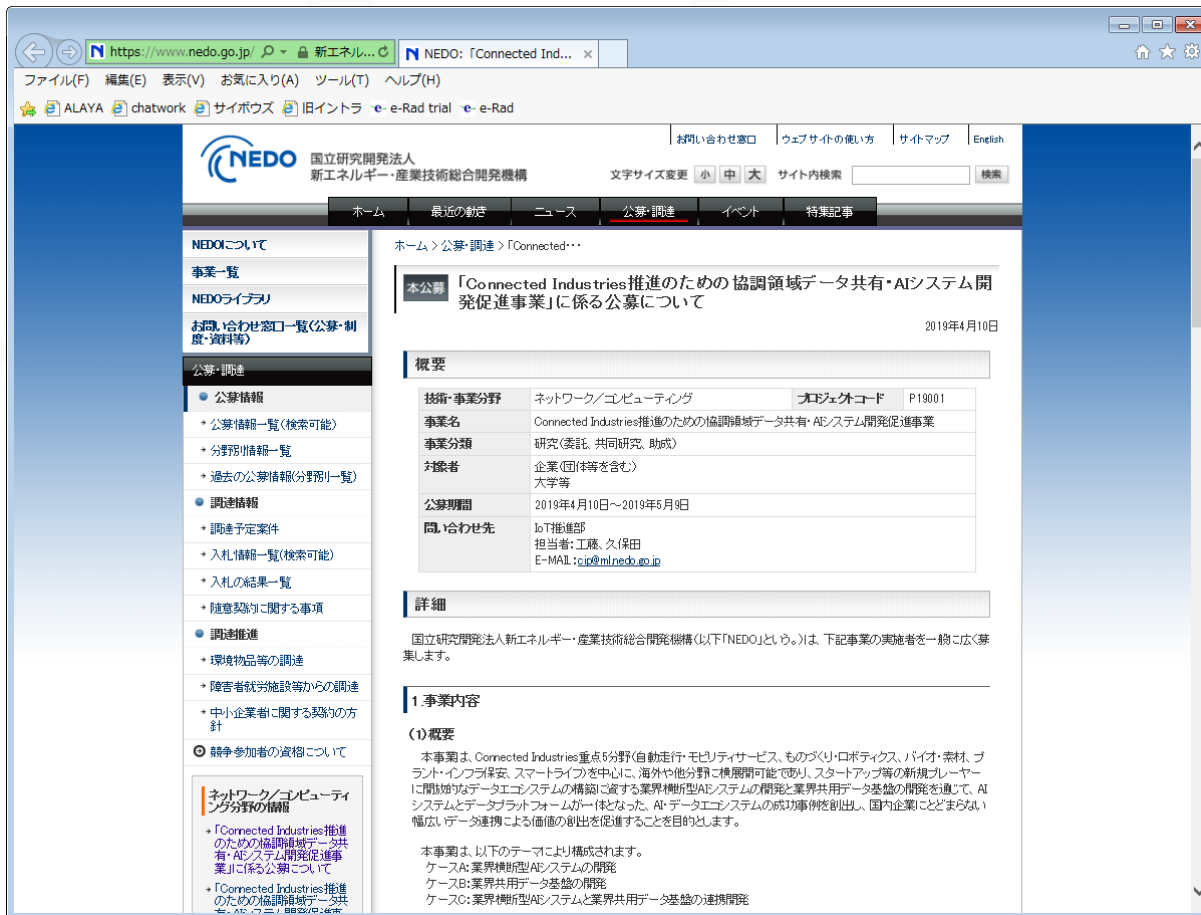 https://www.nedo.go.jp/ 新エネル...
NEDO:「Connected Ind... ×
ファイル(F) 編集(E) 表示(V) お気に入り(A) ツール(T) ヘルプ(H)
ALAYA chatwork サイボウズ 旧イントラ e-Rad trial e-Rad
お問い合わせ窓口 ウェブサイトの使い方 サイトマップ English
NEDO 国立研究開発法人
新エネルギー・産業技術総合開発機構
文字サイズ変更 小 中 大 サイト内検索 検索
ホーム 最近の動き ニュース 公募・調達 イベント 特集記事
NEDOについて
事業一覧
NEDOライブラリ
お問い合わせ窓口一覧(公募・制
度・資料等)
公募・調達
公募情報
公募情報一覧(検索可能)
分野別情報一覧
過去の公募情報(分野別一覧)
調達情報
調達予定案件
入札情報一覧(検索可能)
入札の結果一覧
随意契約に関する事項
調達推進
環境物品等の調達
障害者就労施設等からの調達
中小企業者に関する契約の方
針
競争参加者の資格について
ネットワーク/コンピューティ
ング分野の情報
「Connected Industries推進
のための協調領域データ共
有・AIシステム開発促進事
業」に係る公募について
「Connected Industries推進
のための協調領域データ共
有・AIシステム開発促進事
ホーム > 公募・調達 > 「Connected・・・
本公募
「Connected Industries推進のための協調領域データ共有・AIシステム開
発促進事業」に係る公募について
2019年4月10日
概要
技術・事業分野 ネットワーク/コンピューティング プロジェクトコード P19001
事業名 Connected Industries推進のための協調領域データ共有・AIシステム開発促進事業
事業分類 研究(委託、共同研究、助成)
対象者 企業(団体等を含む)
大学等
公募期間 2019年4月10日~2019年5月9日
問い合わせ先 IoT推進部
担当者:工藤、久保田
E-MAIL:cip@ml.nedo.go.jp
詳細
国立研究開発法人新エネルギー・産業技術総合開発機構(以下「NEDO」という。)は、下記事業の実施者を一般に広く募
集します。
1.事業内容
(1)概要
本事業は、Connected Industries重点5分野(自動走行・モビリティサービス、ものづくり・ロボティクス、バイオ・素材、プ
ラント・インフラ保安、スマートライフ)を中心に、海外や他分野に横展開可能であり、スタートアップ等の新規プレーヤー
に開放的なデータエコシステムの構築に資する業界横断型AIシステムの開発と業界共用データ基盤の開発を通じて、AI
システムとデータプラットフォームが一体となった、AI・データエコシステムの成功事例を創出し、国内企業にとどまらない
幅広いデータ連携による価値の創出を促進することを目的とします。
本事業は、以下のテーマにより構成されます。
ケースA:業界横断型AIシステムの開発
ケースB:業界共用データ基盤の開発
ケースC:業界横断型AIシステムと業界共用データ基盤の連携開発